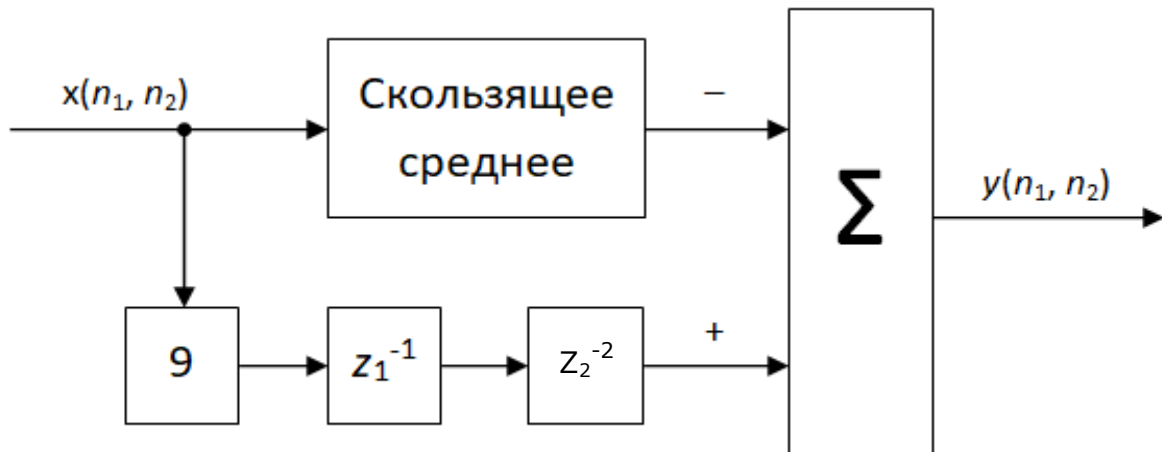 x(n₁, n₂)
Скользящее
среднее
–
Σ
y(n₁, n₂)
9
z₁⁻¹
Z₂⁻²
+